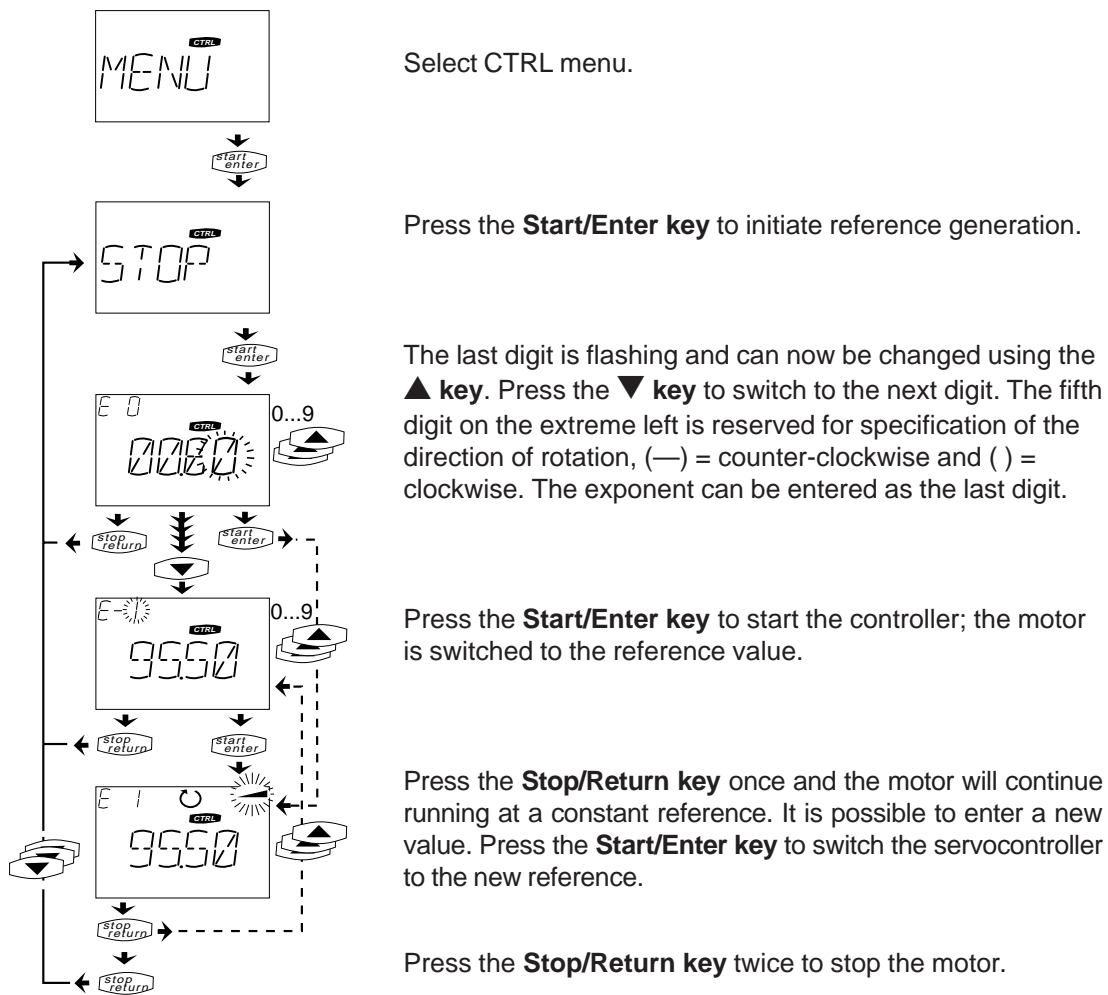 CTRL
MENU
Select CTRL menu.
start
enter
CTRL
STOP
Press the Start/Enter key to initiate reference generation.
start
enter
The last digit is flashing and can now be changed using the
▲ key. Press the ▼ key to switch to the next digit. The fifth
digit on the extreme left is reserved for specification of the
direction of rotation, (—) = counter-clockwise and ( ) =
clockwise. The exponent can be entered as the last digit.
E 0
0...9
CTRL
stop
return
start
enter
E-1
0...9
CTRL
95.50
Press the Start/Enter key to start the controller; the motor
is switched to the reference value.
stop
return
start
enter
E 1
CTRL
95.50
Press the Stop/Return key once and the motor will continue
running at a constant reference. It is possible to enter a new
value. Press the Start/Enter key to switch the servocontroller
to the new reference.
stop
return
stop
return
Press the Stop/Return key twice to stop the motor.